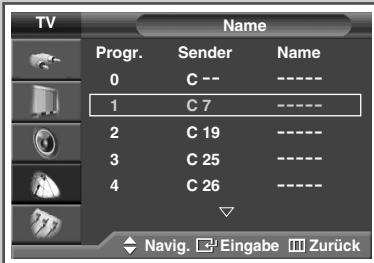 TV Name
Progr. Sender Name
0 C -- -----
1 C 7 -----
2 C 19 -----
3 C 25 -----
4 C 26 -----
Navig. Eingabe Zurück